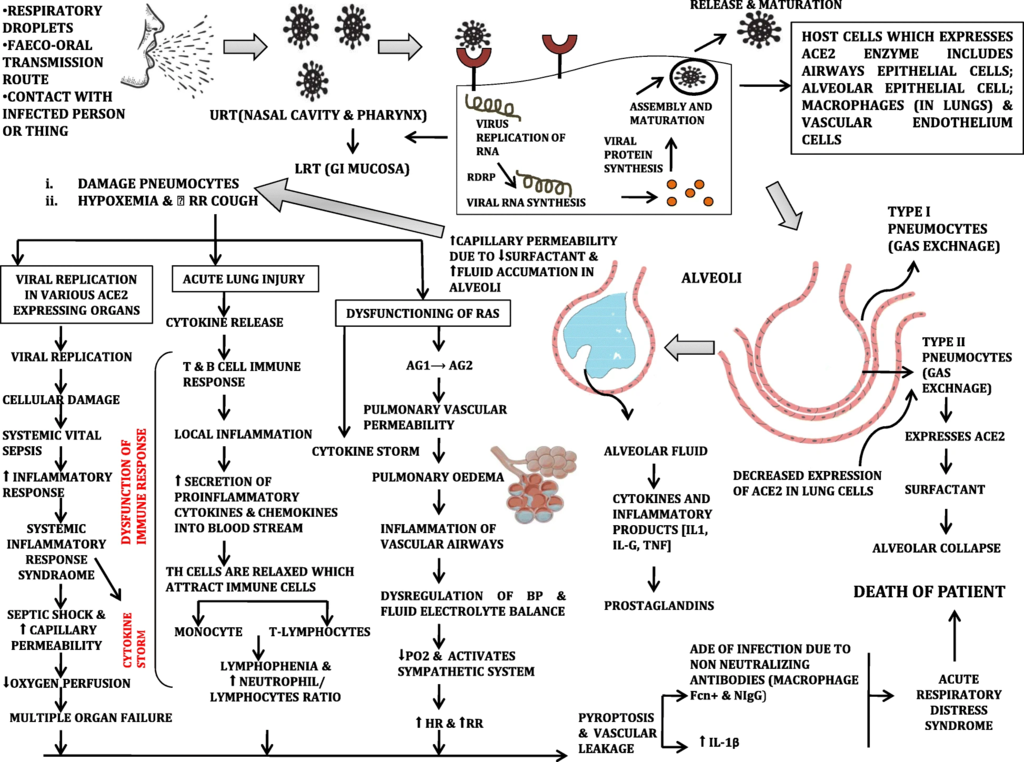 •RESPIRATORY
DROPLETS
•FAECO-ORAL
TRANSMISSION
ROUTE
•CONTACT WITH
INFECTED PERSON
OR THING
URT(NASAL CAVITY & PHARYNX)
LRT (GI MUCOSA)
i. DAMAGE PNEUMOCYTES
ii. HYPOXEMIA & RR COUGH
RELEASE & MATURATION
ASSEMBLY AND
MATURATION
VIRUS
REPLICATION OF
RNA
RDRP
VIRAL RNA SYNTHESIS
VIRAL
PROTEIN
SYNTHESIS
HOST CELLS WHICH EXPRESSES
ACE2 ENZYME INCLUDES
AIRWAYS EPITHELIAL CELLS;
ALVEOLAR EPITHELIAL CELL;
MACROPHAGES (IN LUNGS) &
VASCULAR ENDOTHELIUM
CELLS
↑CAPILLARY PERMEABILITY
DUE TO ↓SURFACTANT &
↑FLUID ACCUMATION IN
ALVEOLI
ALVEOLI
TYPE I
PNEUMOCYTES
(GAS EXCHNAGE)
TYPE II
PNEUMOCYTES
(GAS
EXCHNAGE)
EXPRESSES ACE2
SURFACTANT
ALVEOLAR COLLAPSE
DECREASED EXPRESSION
OF ACE2 IN LUNG CELLS
VIRAL REPLICATION
IN VARIOUS ACE2
EXPRESSING ORGANS
VIRAL REPLICATION
CELLULAR DAMAGE
SYSTEMIC VITAL
SEPSIS
↑ INFLAMMATORY
RESPONSE
SYSTEMIC
INFLAMMATORY
RESPONSE
SYNDRAOME
SEPTIC SHOCK &
↑ CAPILLARY
PERMEABILITY
↓OXYGEN PERFUSION
MULTIPLE ORGAN FAILURE
DYSFUNCTION OF
IMMUNE RESPONSE
CYTOKINE
STORM
ACUTE LUNG INJURY
CYTOKINE RELEASE
T & B CELL IMMUNE
RESPONSE
LOCAL INFLAMMATION
↑ SECRETION OF
PROINFLAMMATORY
CYTOKINES & CHEMOKINES
INTO BLOOD STREAM
TH CELLS ARE RELAXED WHICH
ATTRACT IMMUNE CELLS
MONOCYTE T-LYMPHOCYTES
LYMPHOPHENIA &
↑ NEUTROPHIL/
LYMPHOCYTES RATIO
DYSFUNCTIONING OF RAS
AG1→ AG2
PULMONARY VASCULAR
PERMEABILITY
CYTOKINE STORM
PULMONARY OEDEMA
INFLAMMATION OF
VASCULAR AIRWAYS
DYSREGULATION OF BP &
FLUID ELECTROLYTE BALANCE
↓PO2 & ACTIVATES
SYMPATHETIC SYSTEM
↑ HR & ↑RR
ALVEOLAR FLUID
CYTOKINES AND
INFLAMMATORY
PRODUCTS [IL1,
IL-G, TNF]
PROSTAGLANDINS
PYROPTOSIS
& VASCULAR
LEAKAGE
ADE OF INFECTION DUE TO
NON NEUTRALIZING
ANTIBODIES (MACROPHAGE
Fcn+ & NIgG)
↑ IL-1β
ACUTE
RESPIRATORY
DISTRESS
SYNDROME
DEATH OF PATIENT